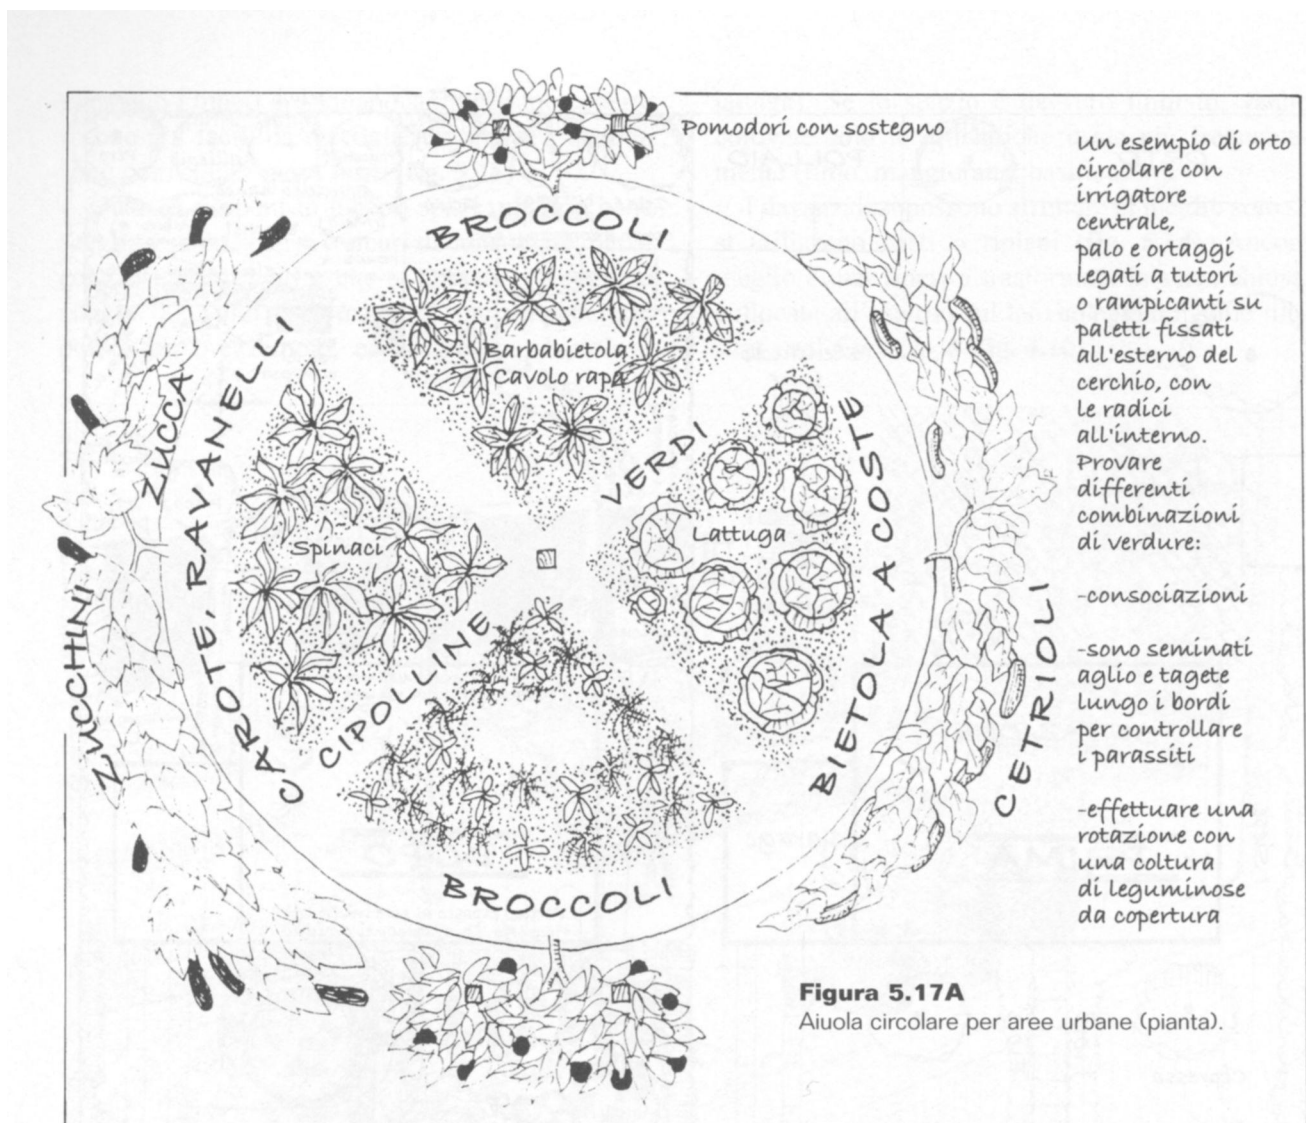 Pomodori con sostegno
BROCCOLI
Barbabietola
Cavolo rapa
VERDI
ZUCCA
CAROTE, RAVANELLI
Spinaci
Lattuga
BIETOLA A COSTE
ZUCCHINI
CIPOLLINE
CETRIOLI
BROCCOLI
Un esempio di orto
circolare con
irrigatore
centrale,
palo e ortaggi
legati a tutori
o rampicanti su
paletti fissati
all'esterno del
cerchio, con
le radici
all'interno.
Provare
differenti
combinazioni
di verdure:
-consociazioni
-sono seminati
aglio e tagete
lungo i bordi
per controllare
i parassiti
-effettuare una
rotazione con
una coltura
di leguminose
da copertura
Figura 5.17A
Aiuola circolare per aree urbane (pianta).